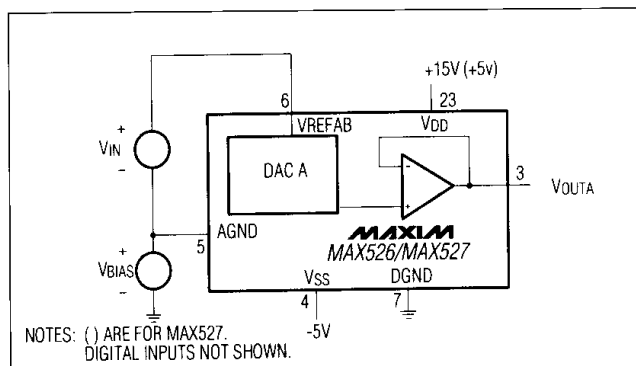 +15V (+5v)
6
23
VREFAB
VDD
+
VIN
-
DAC A
-
+
3
VOUTA
AGND
5
MAXIM
MAX526/MAX527
+
VBIAS
-
VSS
DGND
4
7
-5V
NOTES: ( ) ARE FOR MAX527.
DIGITAL INPUTS NOT SHOWN.